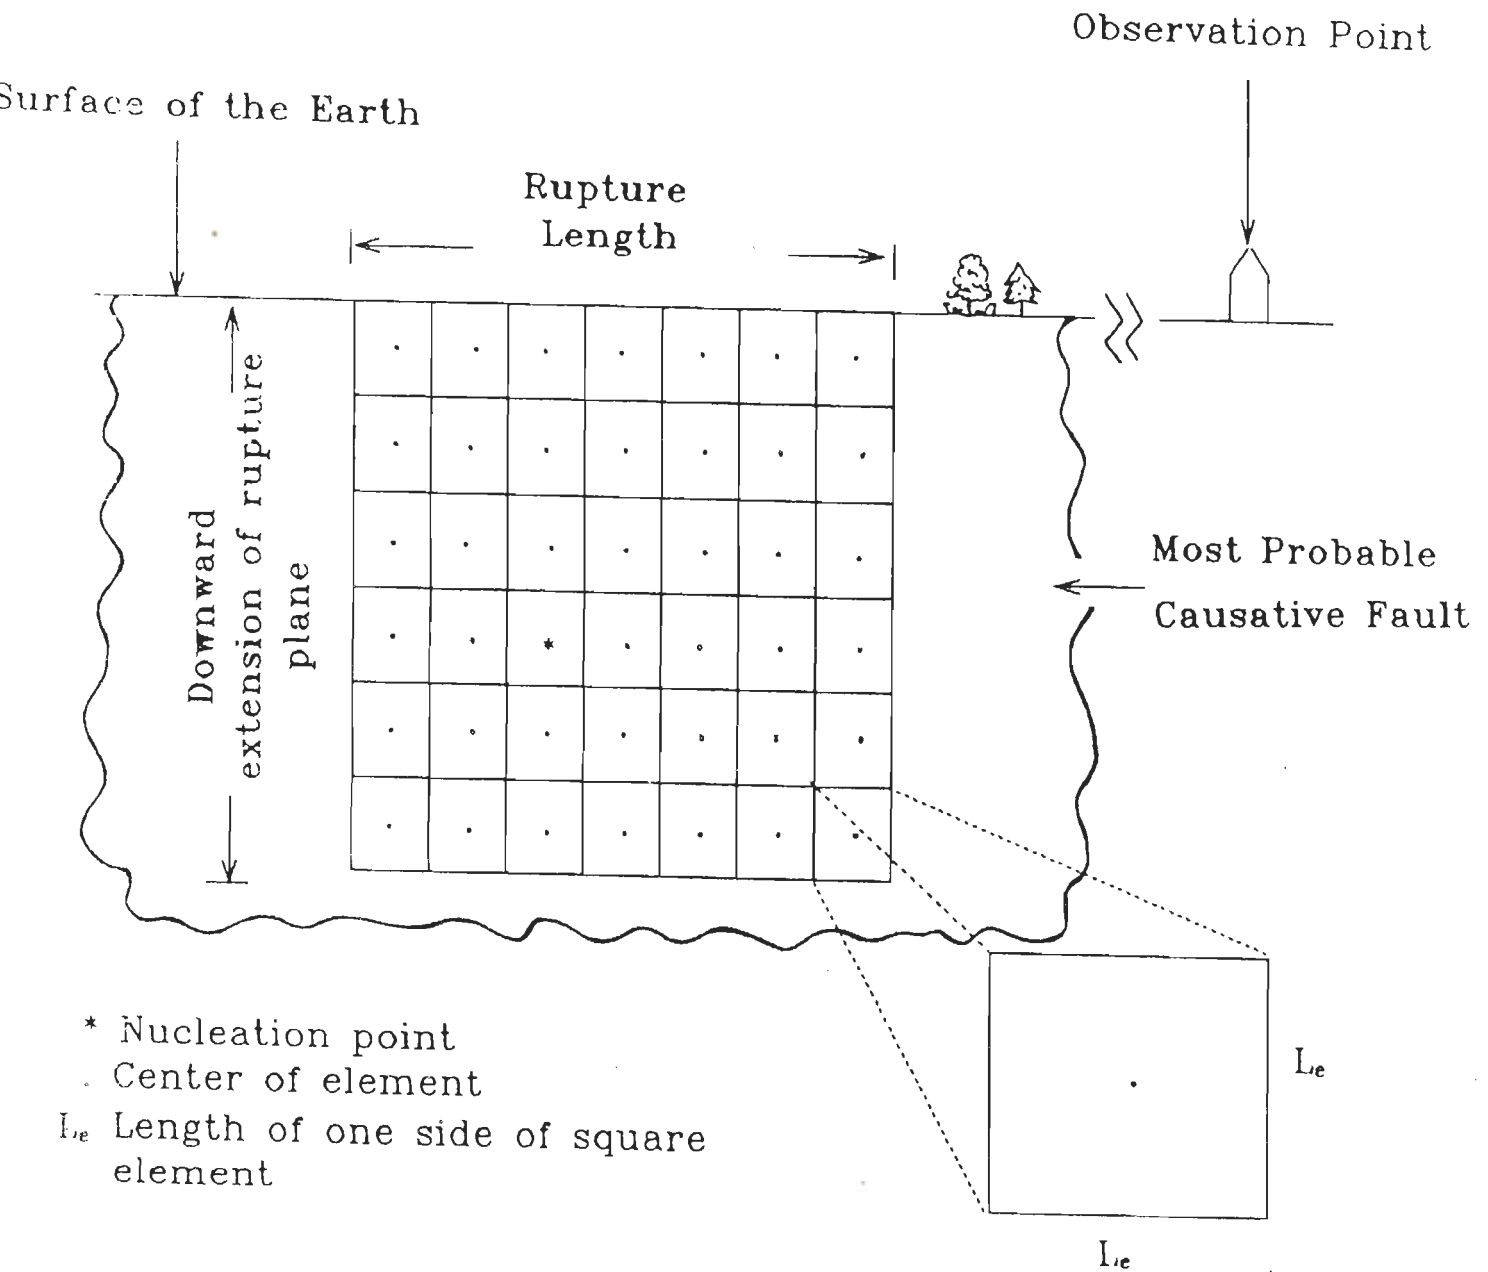 Observation Point
Surface of the Earth
Rupture
Length
Downward
extension of rupture
plane
Most Probable
Causative Fault
* Nucleation point
. Center of element
Le Length of one side of square
element
Le
Le